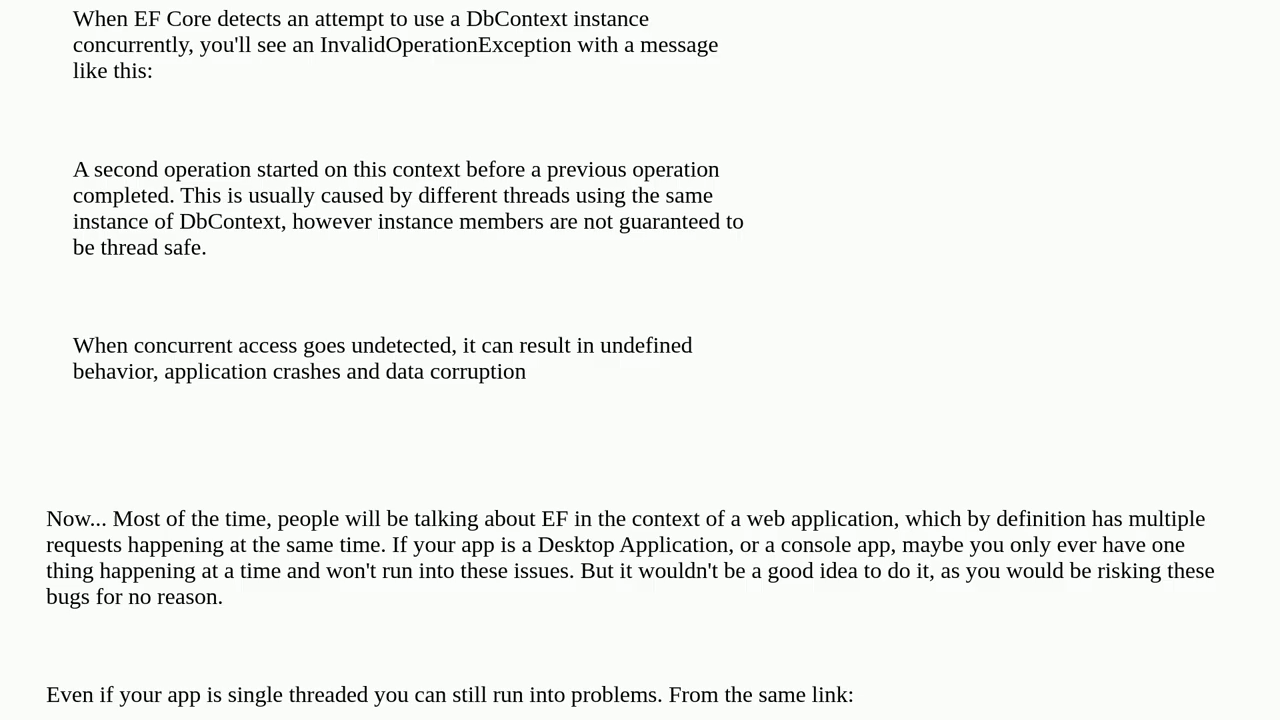 When EF Core detects an attempt to use a DbContext instance
concurrently, you'll see an InvalidOperationException with a message
like this:
A second operation started on this context before a previous operation
completed. This is usually caused by different threads using the same
instance of DbContext, however instance members are not guaranteed to
be thread safe.
When concurrent access goes undetected, it can result in undefined
behavior, application crashes and data corruption
Now... Most of the time, people will be talking about EF in the context of a web application, which by definition has multiple
requests happening at the same time. If your app is a Desktop Application, or a console app, maybe you only ever have one
thing happening at a time and won't run into these issues. But it wouldn't be a good idea to do it, as you would be risking these
bugs for no reason.
Even if your app is single threaded you can still run into problems. From the same link: